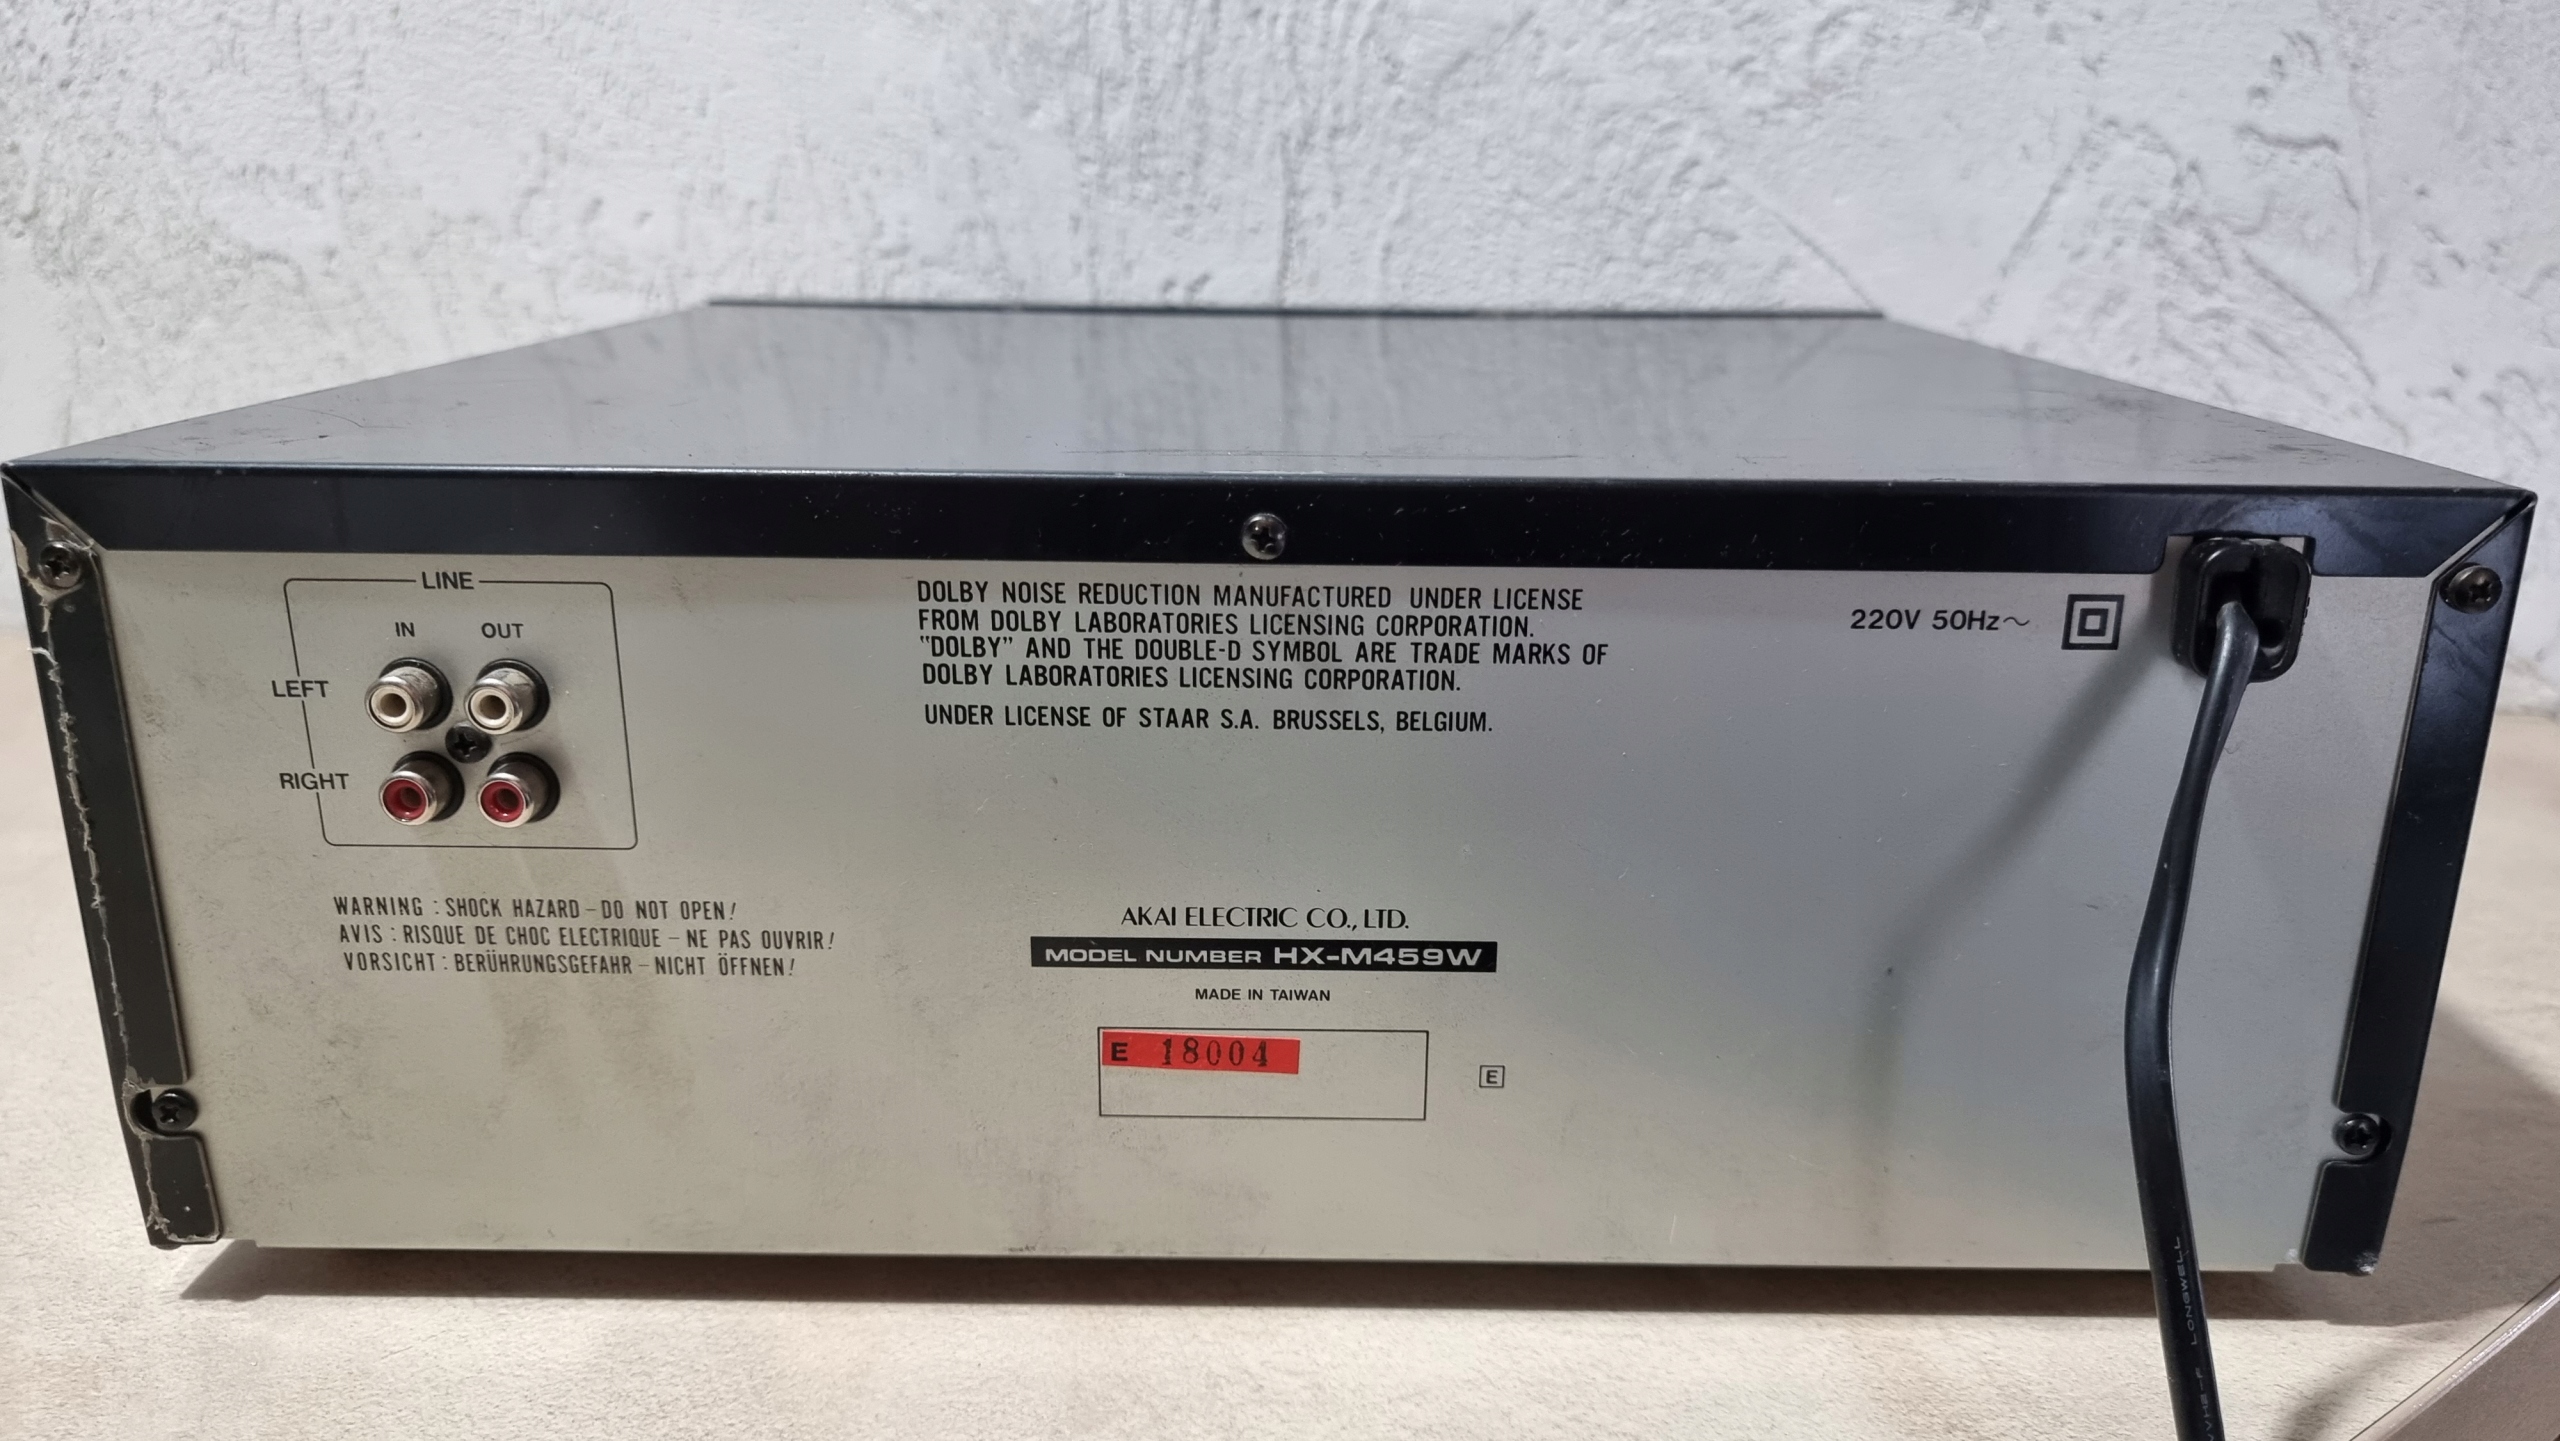 LINE
IN OUT
LEFT
RIGHT
WARNING : SHOCK HAZARD – DO NOT OPEN!
AVIS : RISQUE DE CHOC ELECTRIQUE – NE PAS OUVRIR!
VORSICHT : BERÜHRUNGSGEFAHR – NICHT ÖFFNEN!
DOLBY NOISE REDUCTION MANUFACTURED UNDER LICENSE
FROM DOLBY LABORATORIES LICENSING CORPORATION.
"DOLBY" AND THE DOUBLE-D SYMBOL ARE TRADE MARKS OF
DOLBY LABORATORIES LICENSING CORPORATION.
UNDER LICENSE OF STAAR S.A. BRUSSELS, BELGIUM.
AKAI ELECTRIC CO., LTD.
MODEL NUMBER HX-M459W
MADE IN TAIWAN
E 18004
E
220V 50Hz~
LONGWELL